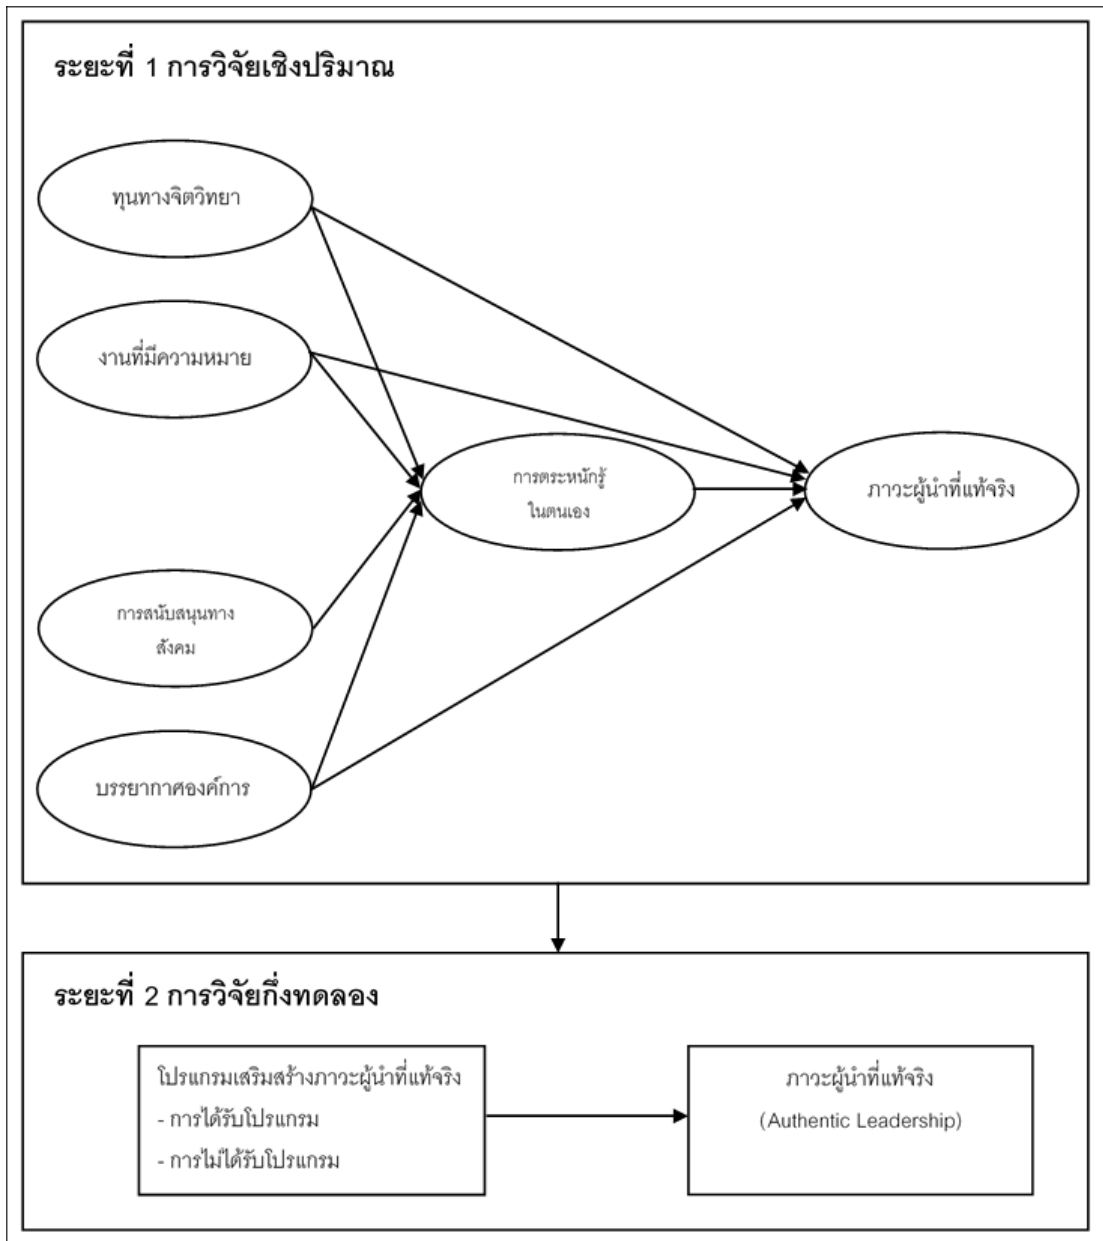 ระยะที่ 1 การวิจัยเชิงปริมาณ
ทุนทางจิตวิทยา
งานที่มีความหมาย
การตระหนักรู้
ในตนเอง
ภาวะผู้นำที่แท้จริง
การสนับสนุนทาง
สังคม
บรรยากาศองค์การ
ระยะที่ 2 การวิจัยกึ่งทดลอง
โปรแกรมเสริมสร้างภาวะผู้นำที่แท้จริง
- การได้รับโปรแกรม
- การไม่ได้รับโปรแกรม
ภาวะผู้นำที่แท้จริง
(Authentic Leadership)